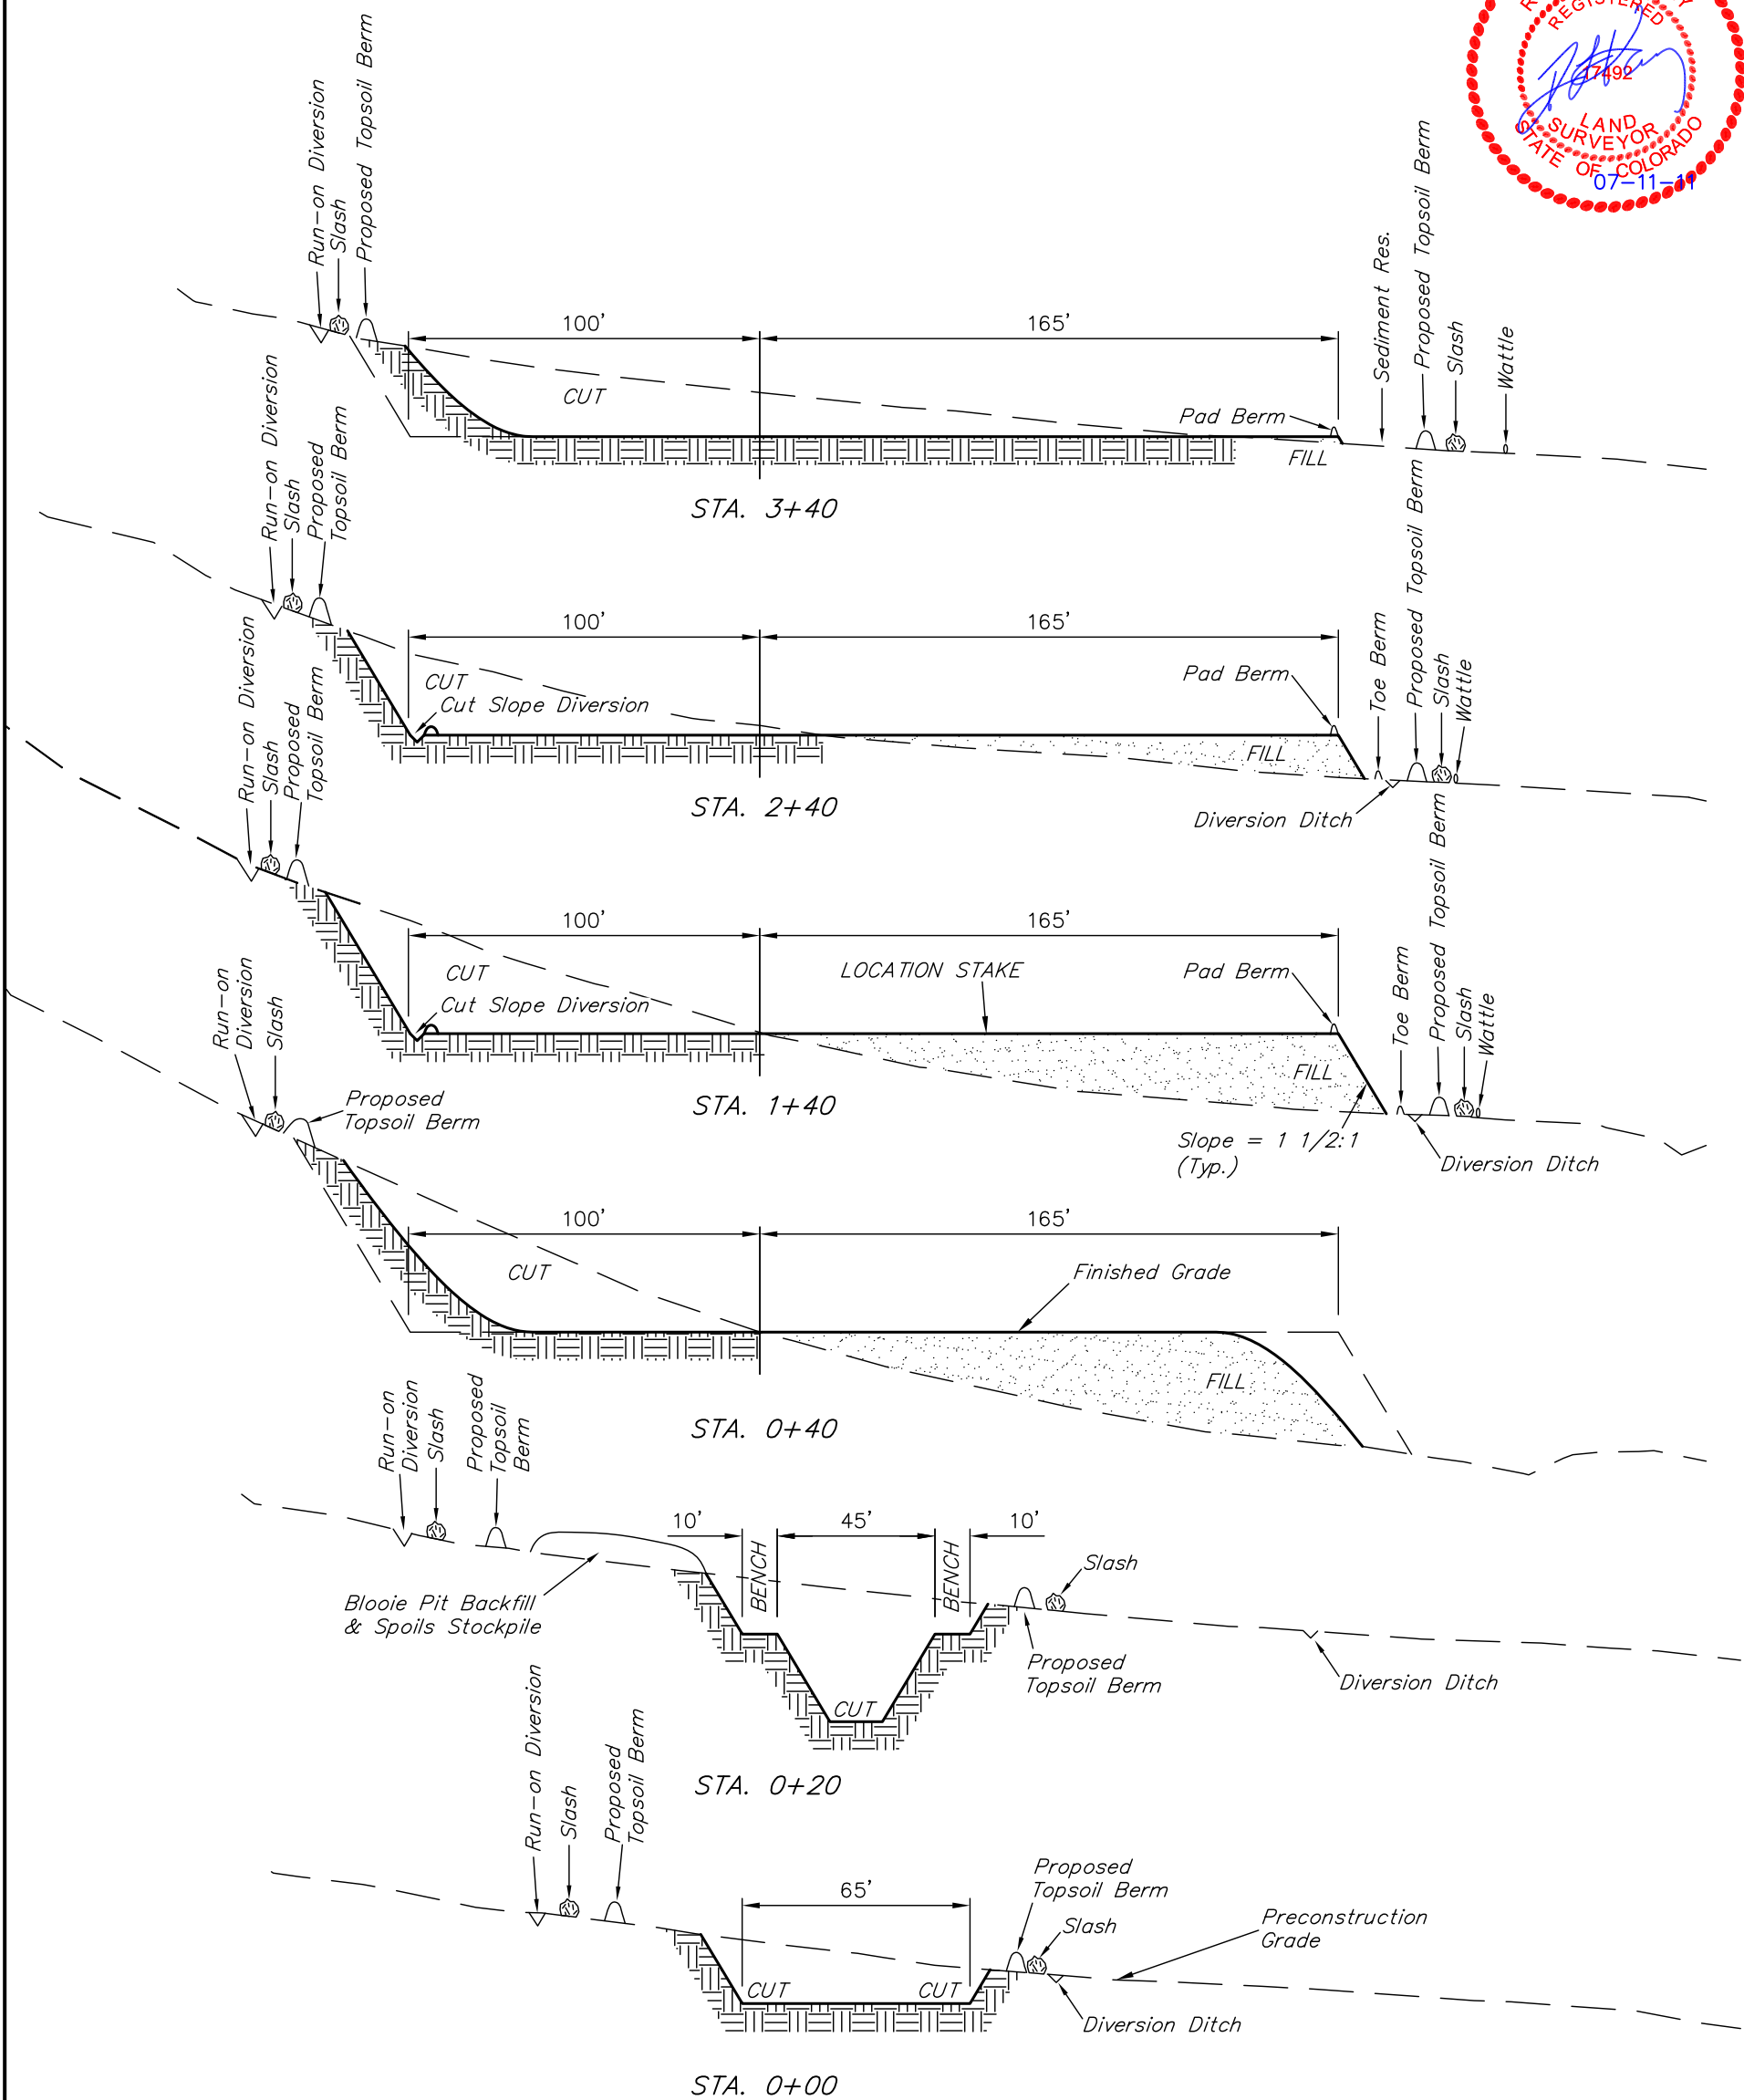 REGISTERED
17492
LAND
SURVEYOR
STATE OF COLORADO
07-11-11
Run-on Diversion
Slash
Proposed Topsoil Berm
100'
165'
CUT
Pad Berm
FILL
Sediment Res.
Proposed Topsoil Berm
Slash
Wattle
STA. 3+40
Run-on Diversion
Slash
Proposed
Topsoil Berm
100'
165'
CUT
Cut Slope Diversion
Pad Berm
FILL
Toe Berm
Proposed Topsoil Berm
Slash
Wattle
Diversion Ditch
STA. 2+40
Run-on Diversion
Slash
Proposed
Topsoil Berm
100'
165'
CUT
Cut Slope Diversion
LOCATION STAKE
Pad Berm
FILL
Toe Berm
Proposed Topsoil Berm
Slash
Wattle
Slope = 1 1/2:1
(Typ.)
Diversion Ditch
STA. 1+40
Run-on
Diversion
Slash
Proposed
Topsoil Berm
100'
165'
CUT
Finished Grade
FILL
STA. 0+40
Run-on
Diversion
Slash
Proposed
Topsoil
Berm
10'
45'
10'
BENCH
BENCH
Slash
Blooie Pit Backfill
& Spoils Stockpile
CUT
Proposed
Topsoil Berm
Diversion Ditch
STA. 0+20
Run-on Diversion
Slash
Proposed
Topsoil Berm
65'
Proposed
Topsoil Berm
Slash
Preconstruction
Grade
CUT
CUT
Diversion Ditch
STA. 0+00